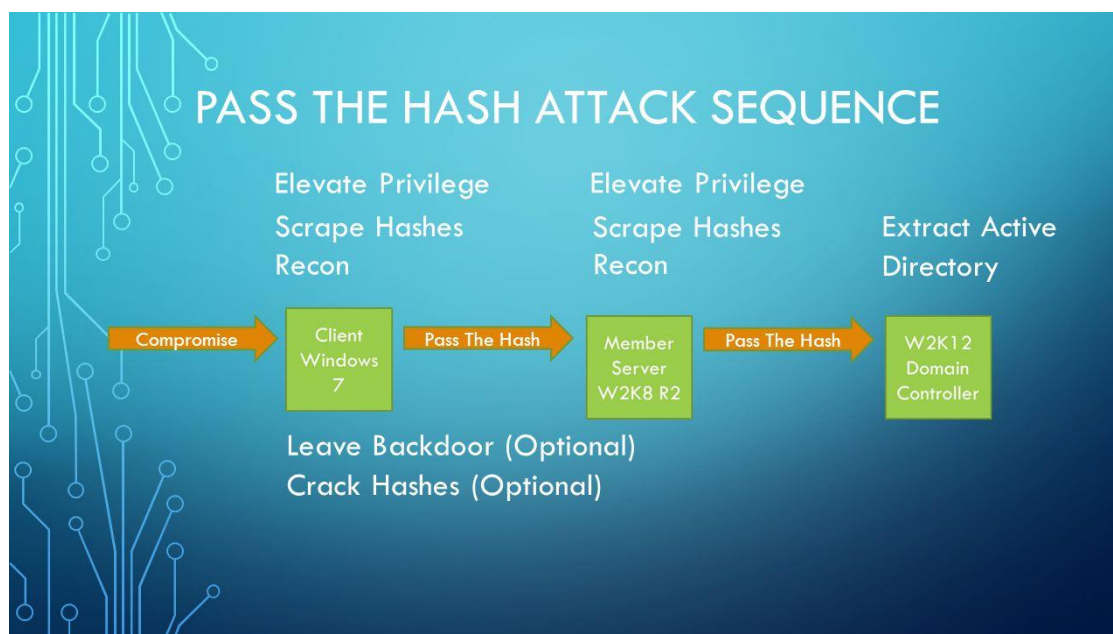 PASS THE HASH ATTACK SEQUENCE
Elevate Privilege
Scrape Hashes
Recon
Elevate Privilege
Scrape Hashes
Recon
Extract Active
Directory
Compromise
Client
Windows
7
Pass The Hash
Member
Server
W2K8 R2
Pass The Hash
W2K12
Domain
Controller
Leave Backdoor (Optional)
Crack Hashes (Optional)